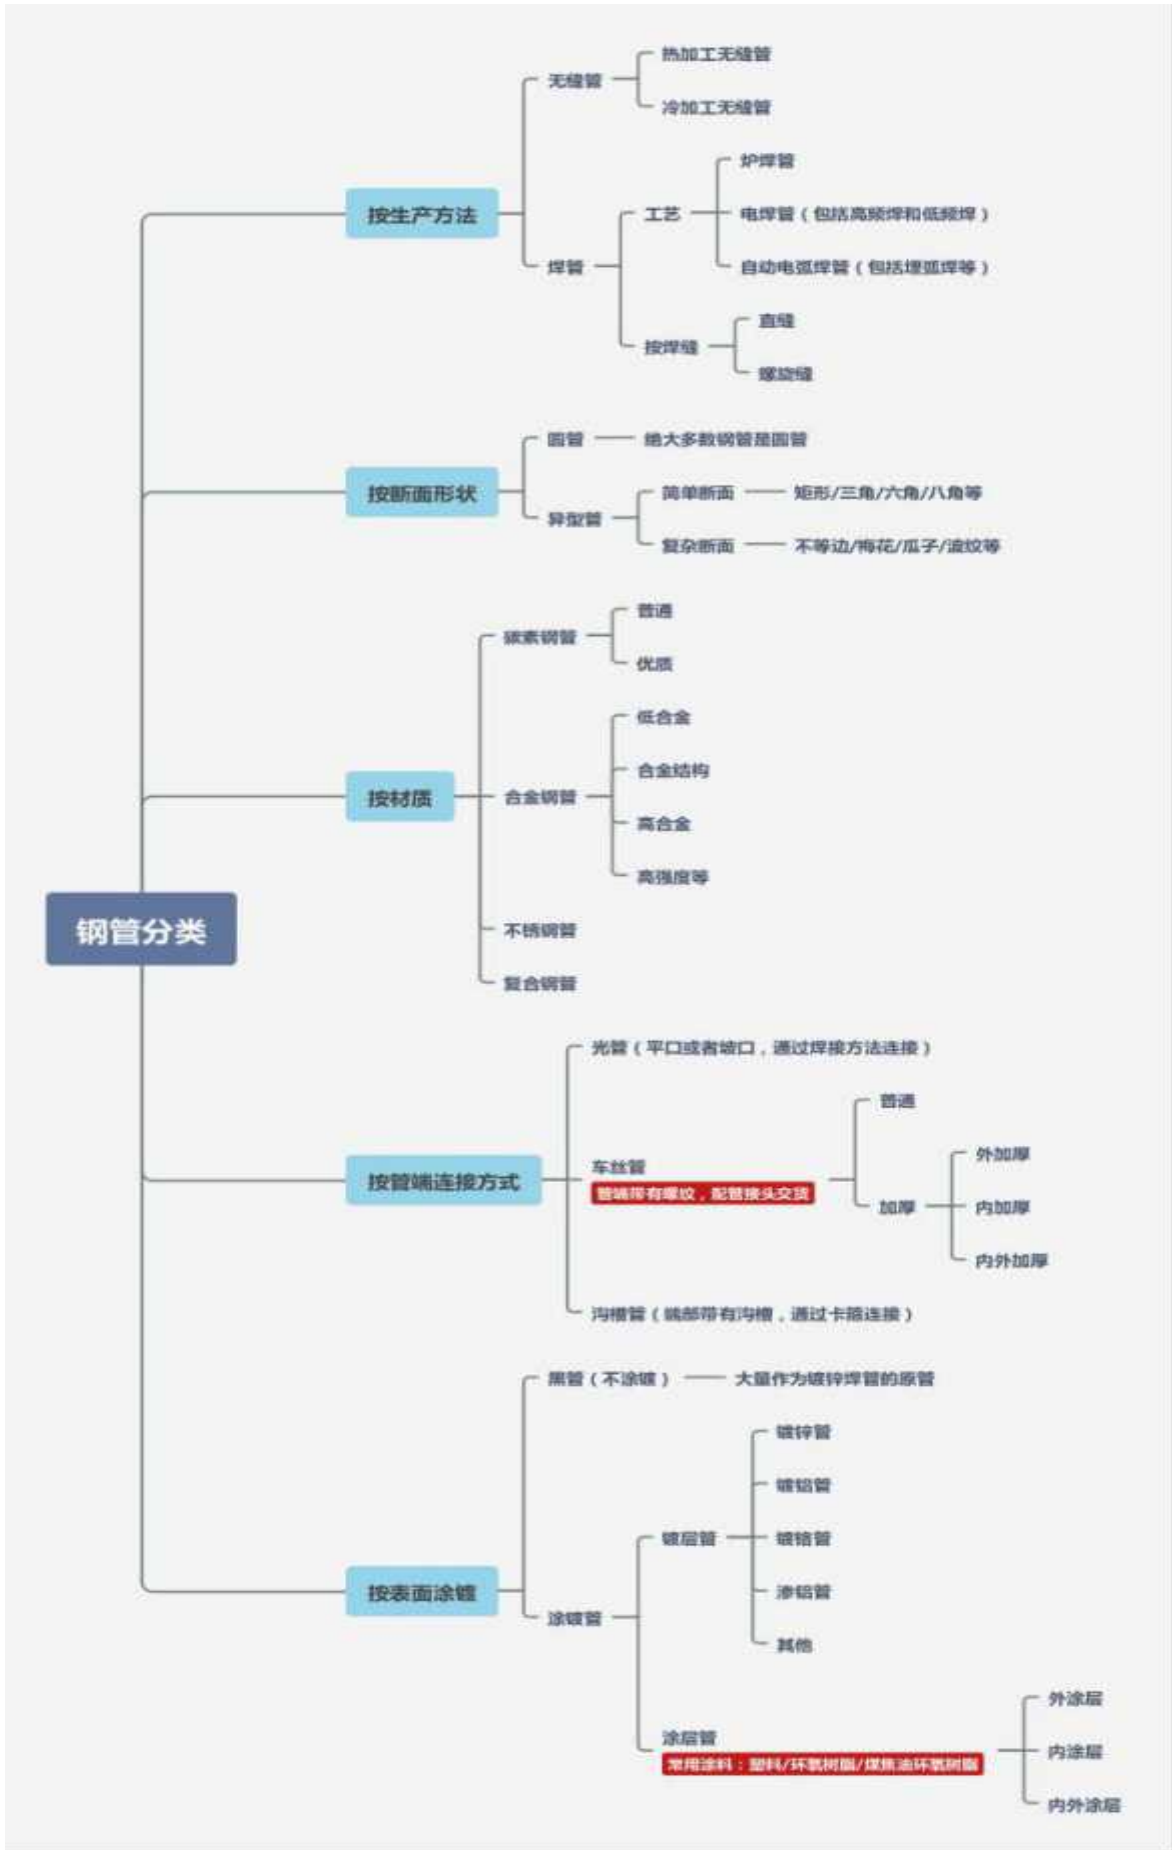 热加工无缝管
无缝管
冷加工无缝管
炉焊管
按生产方法
工艺
电焊管（包括高频焊和低频焊）
焊管
自动电弧焊管（包括埋弧焊等）
直缝
按焊缝
螺旋缝
圆管
绝大多数钢管是圆管
按断面形状
简单断面
矩形/三角/六角/八角等
异型管
复杂断面
不等边/梅花/瓜子/波纹等
普通
碳素钢管
优质
低合金
合金结构
按材质
合金钢管
高合金
高强度等
钢管分类
不锈钢管
复合钢管
光管（平口或者坡口，通过焊接方法连接）
普通
外加厚
按管端连接方式
车丝管
管端带有螺纹，配管接头交货
加厚
内加厚
内外加厚
沟槽管（端部带有沟槽，通过卡箍连接）
黑管（不涂镀）
大量作为镀锌焊管的原管
镀锌管
镀铝管
镀层管
镀铬管
按表面涂镀
渗铝管
涂镀管
其他
外涂层
涂层管
常用涂料：塑料/环氧树脂/煤焦油环氧树脂
内涂层
内外涂层